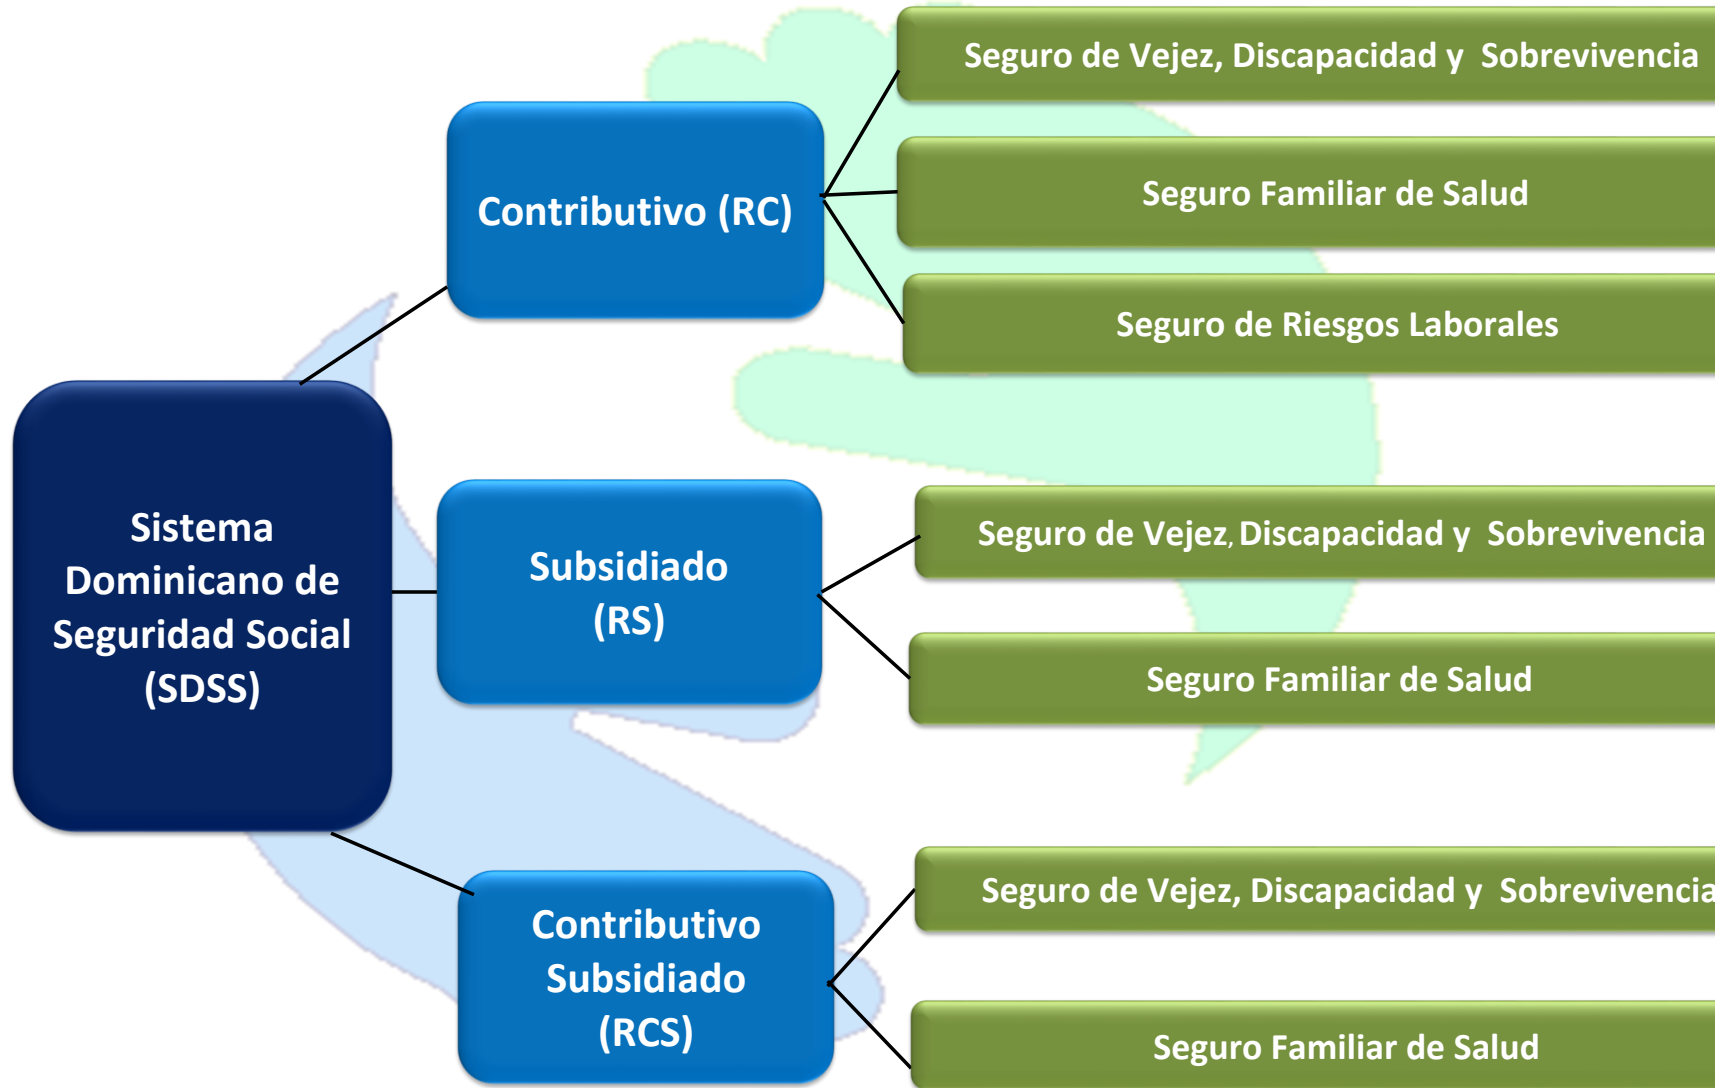 Sistema
Dominicano de
Seguridad Social
(SDSS)
Contributivo (RC)
Seguro de Vejez, Discapacidad y Sobrevivencia
Seguro Familiar de Salud
Seguro de Riesgos Laborales
Subsidiado
(RS)
Seguro de Vejez, Discapacidad y Sobrevivencia
Seguro Familiar de Salud
Contributivo
Subsidiado
(RCS)
Seguro de Vejez, Discapacidad y Sobrevivencia
Seguro Familiar de Salud